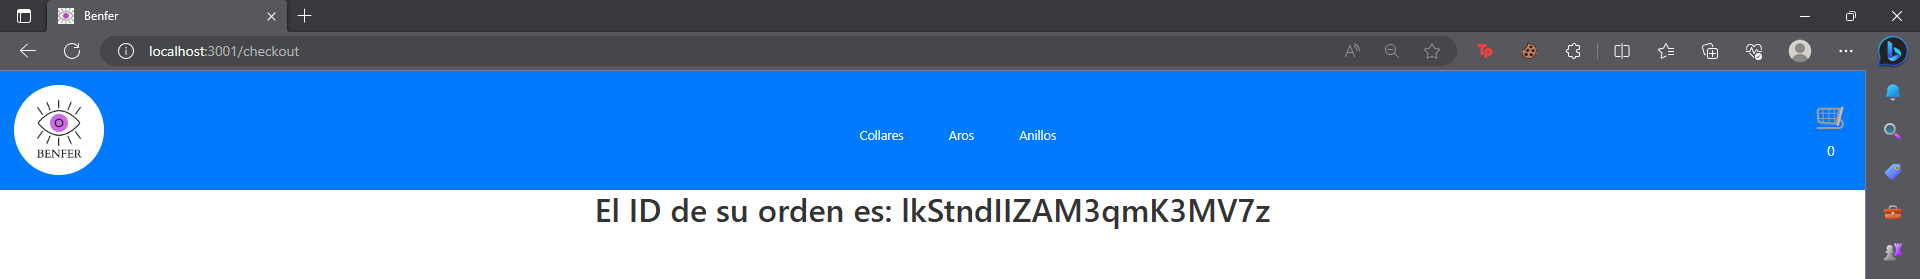 Benfer
localhost:3001/checkout
BENFER
Collares Aros Anillos
0
El ID de su orden es: lkStndIIZAM3qmK3MV7z